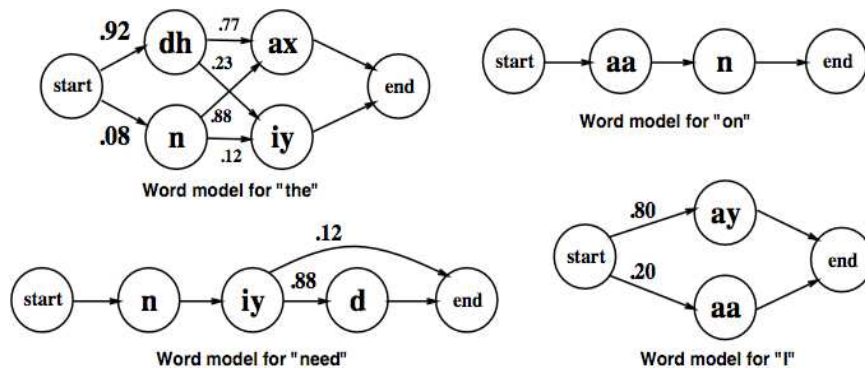 .92
dh
.77
ax
start
.23
end
.08
n
.88
iy
.12
Word model for "the"
start
aa
n
end
Word model for "on"
.12
start
n
iy
.88
d
end
Word model for "need"
.80
ay
start
end
.20
aa
Word model for "I"